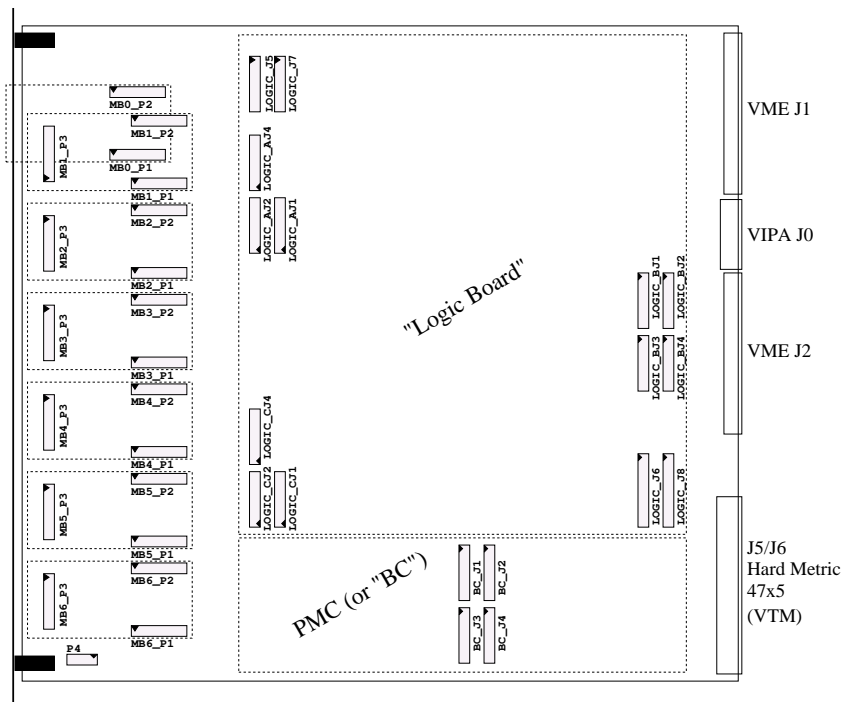 MB0_P2
MB1_P2
MB1_P3
MB0_P1
MB1_P1
MB2_P2
MB2_P3
MB2_P1
MB3_P2
MB3_P3
MB3_P1
MB4_P2
MB4_P3
MB4_P1
MB5_P2
MB5_P3
MB5_P1
MB6_P2
MB6_P3
MB6_P1
P4
LOGIC_J5
LOGIC_J7
LOGIC_AJ4
LOGIC_AJ2
LOGIC_AJ1
"Logic Board"
LOGIC_BJ1
LOGIC_BJ2
LOGIC_BJ3
LOGIC_BJ4
LOGIC_CJ4
LOGIC_CJ2
LOGIC_CJ1
LOGIC_J6
LOGIC_J8
PMC (or "BC")
BC_J1
BC_J2
BC_J3
BC_J4
VME J1
VIPA J0
VME J2
J5/J6
Hard Metric
47x5
(VTM)